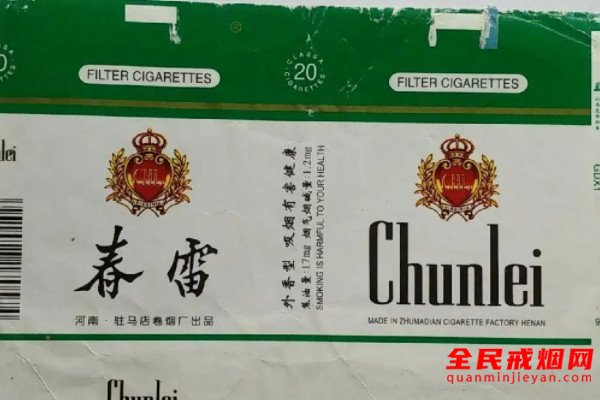 FILTER CIGARETTES
CLASS A
20
CIGARETTES
FILTER CIGARETTES
春雷
河南·驻马店卷烟厂出品
外香型 吸烟有害健康
焦油量:17mg 烟气烟碱量:1.2mg
SMOKING IS HARMFUL TO YOUR HEALTH
Chunlei
MADE IN ZHUMADIAN CIGARETTE FACTORY HENAN
nlei
Chunlei
全民戒烟网
quanminjieyan.com